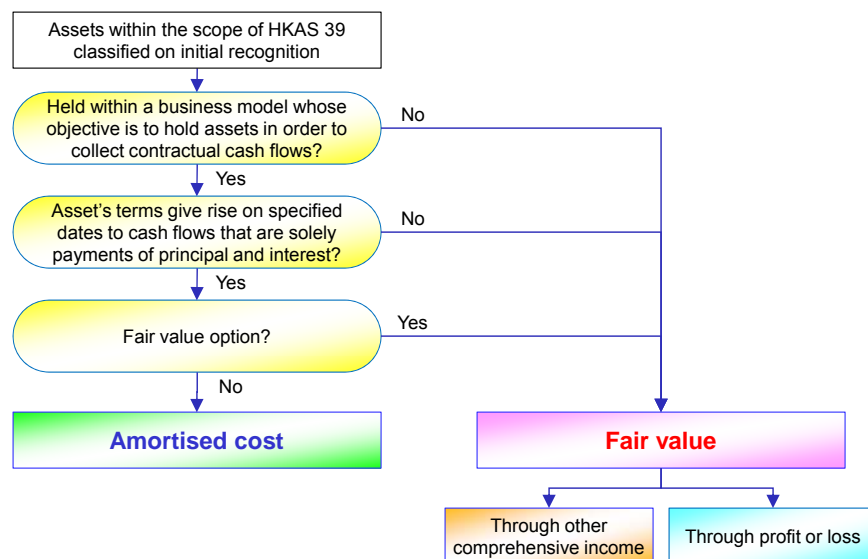 Assets within the scope of HKAS 39
classified on initial recognition
Held within a business model whose
objective is to hold assets in order to
collect contractual cash flows?
No
Yes
Asset's terms give rise on specified
dates to cash flows that are solely
payments of principal and interest?
No
Yes
Fair value option?
Yes
No
Amortised cost
Fair value
Through other
comprehensive income
Through profit or loss